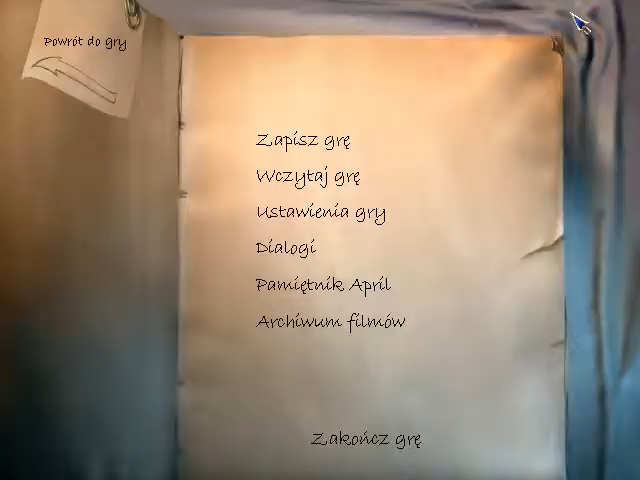 Powrót do gry
Zapisz grę
Wczytaj grę
Ustawienia gry
Dialogi
Pamiętnik April
Archiwum filmów
Zakończ grę